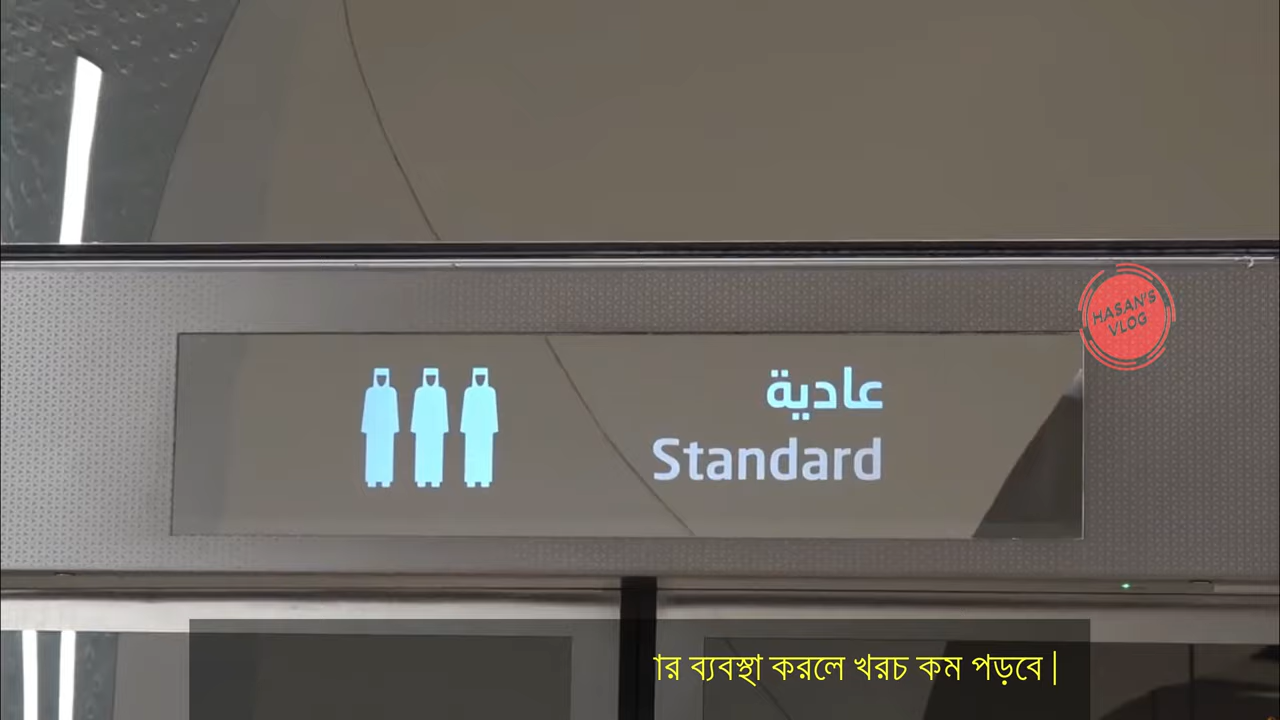 عادية
Standard
HASAN'S
VLOG
ার ব্যবস্থা করলে খরচ কম পড়বে |